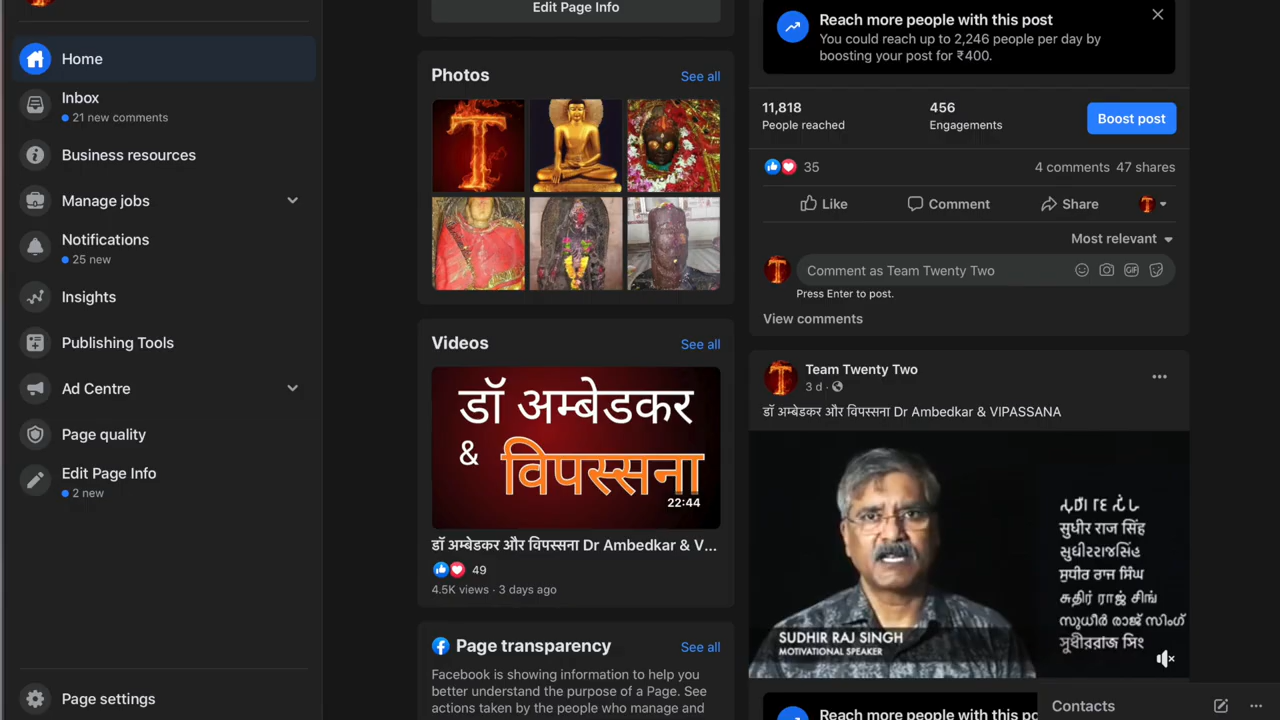 Home
Inbox
21 new comments
Business resources
Manage jobs
Notifications
25 new
Insights
Publishing Tools
Ad Centre
Page quality
Edit Page Info
2 new
Page settings
Edit Page Info
Photos
See all
T
Videos
See all
डॉ अम्बेडकर
&
विपस्सना
22:44
डॉ अम्बेडकर और विपस्सना Dr Ambedkar & V...
49
4.5K views · 3 days ago
Page transparency
See all
Facebook is showing information to help you
better understand the purpose of a Page. See
actions taken by the people who manage and
Reach more people with this post
You could reach up to 2,246 people per day by
boosting your post for ₹400.
11,818
People reached
456
Engagements
Boost post
35
4 comments 47 shares
Like
Comment
Share
Most relevant
Comment as Team Twenty Two
GIF
Press Enter to post.
View comments
Team Twenty Two
3 d ·
डॉ अम्बेडकर और विपस्सना Dr Ambedkar & VIPASSANA
सुधीर राज सिंह
SUDHIR RAJ SINGH
MOTIVATIONAL SPEAKER
Reach more people with this po
Contacts